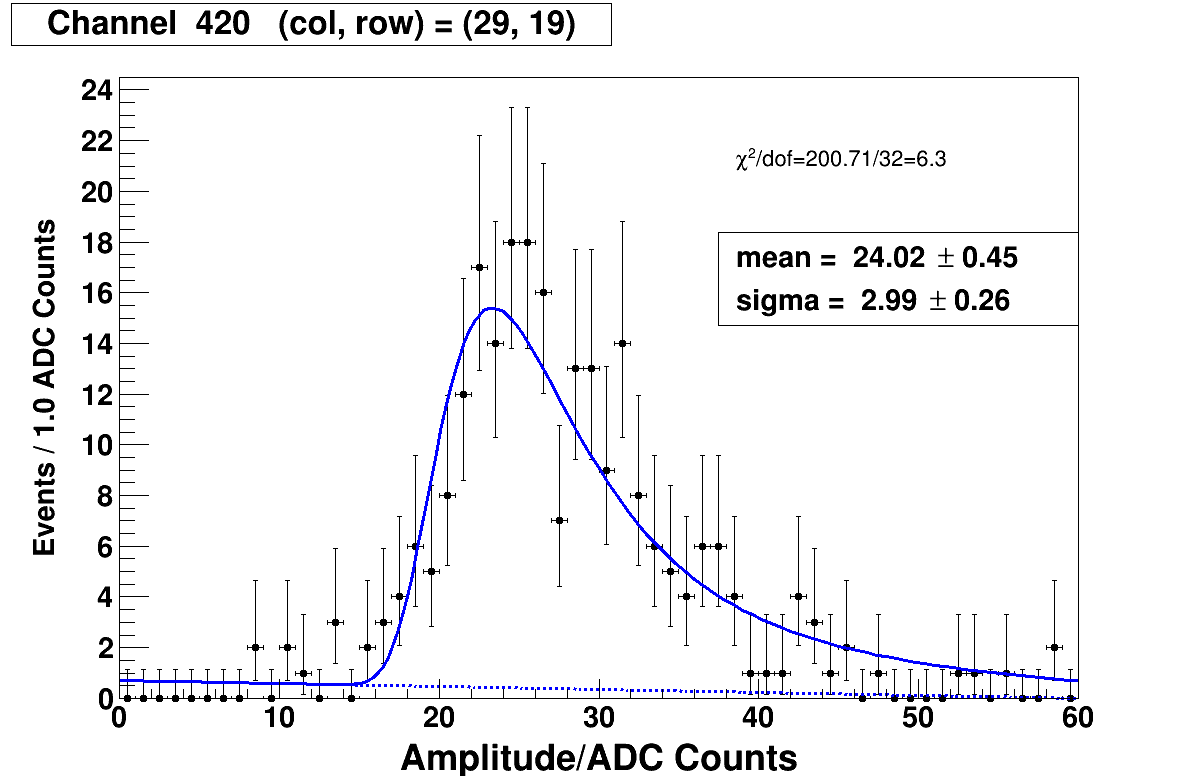 Channel 420 (col, row) = (29, 19)
24
22
20
18
16
14
12
10
8
6
4
2
0
Events / 1.0 ADC Counts
χ²/dof=200.71/32=6.3
mean = 24.02 ± 0.45
sigma = 2.99 ± 0.26
0 10 20 30 40 50 60
Amplitude/ADC Counts